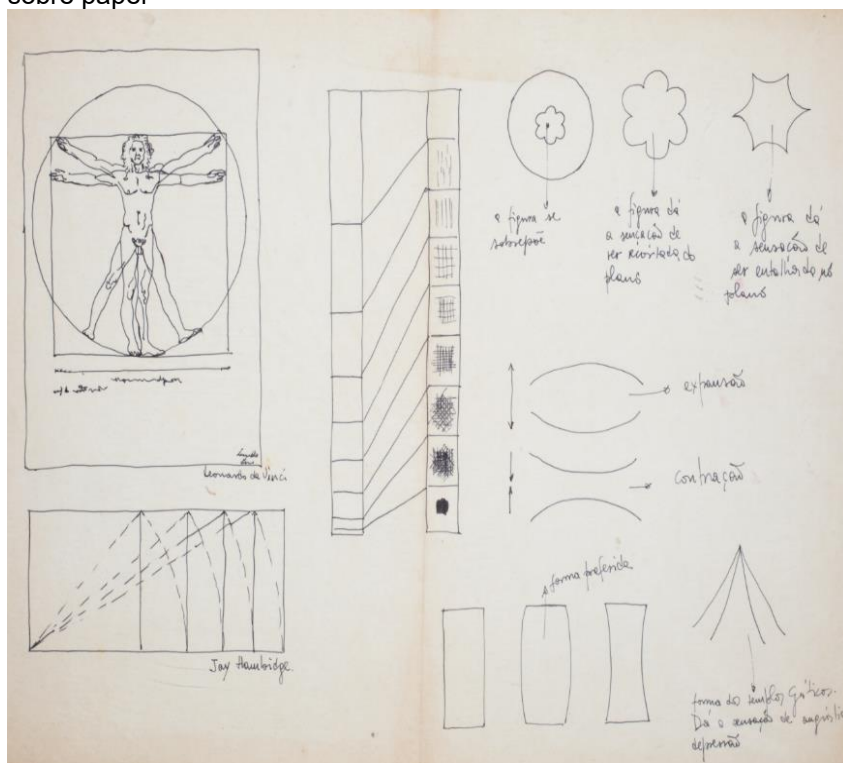 sobre papel
Leonardo da Vinci
Jay Hambidge
a figura se
sobrepõe
a figura dá
a sensação de
ser recortada do
plano
a figura dá
a sensação de
ser entalhada no
plano
expansão
contração
forma preferida
forma dos templos góticos.
Dá a sensação de angústia
depressão